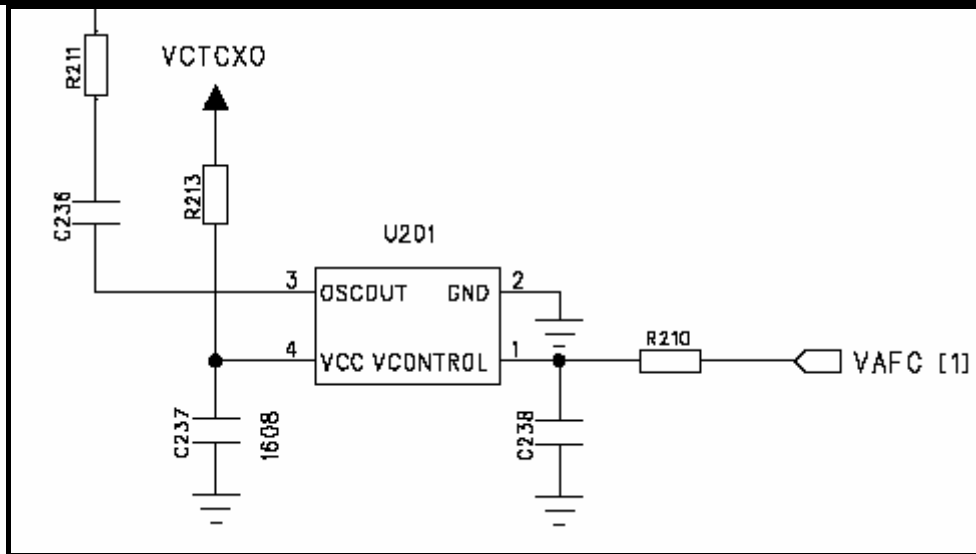 R211
VCTCXO
C236
R213
U201
3 OSCOUT GND 2
4 VCC VCONTROL 1
R210
VAFC [1]
C237
1608
C238